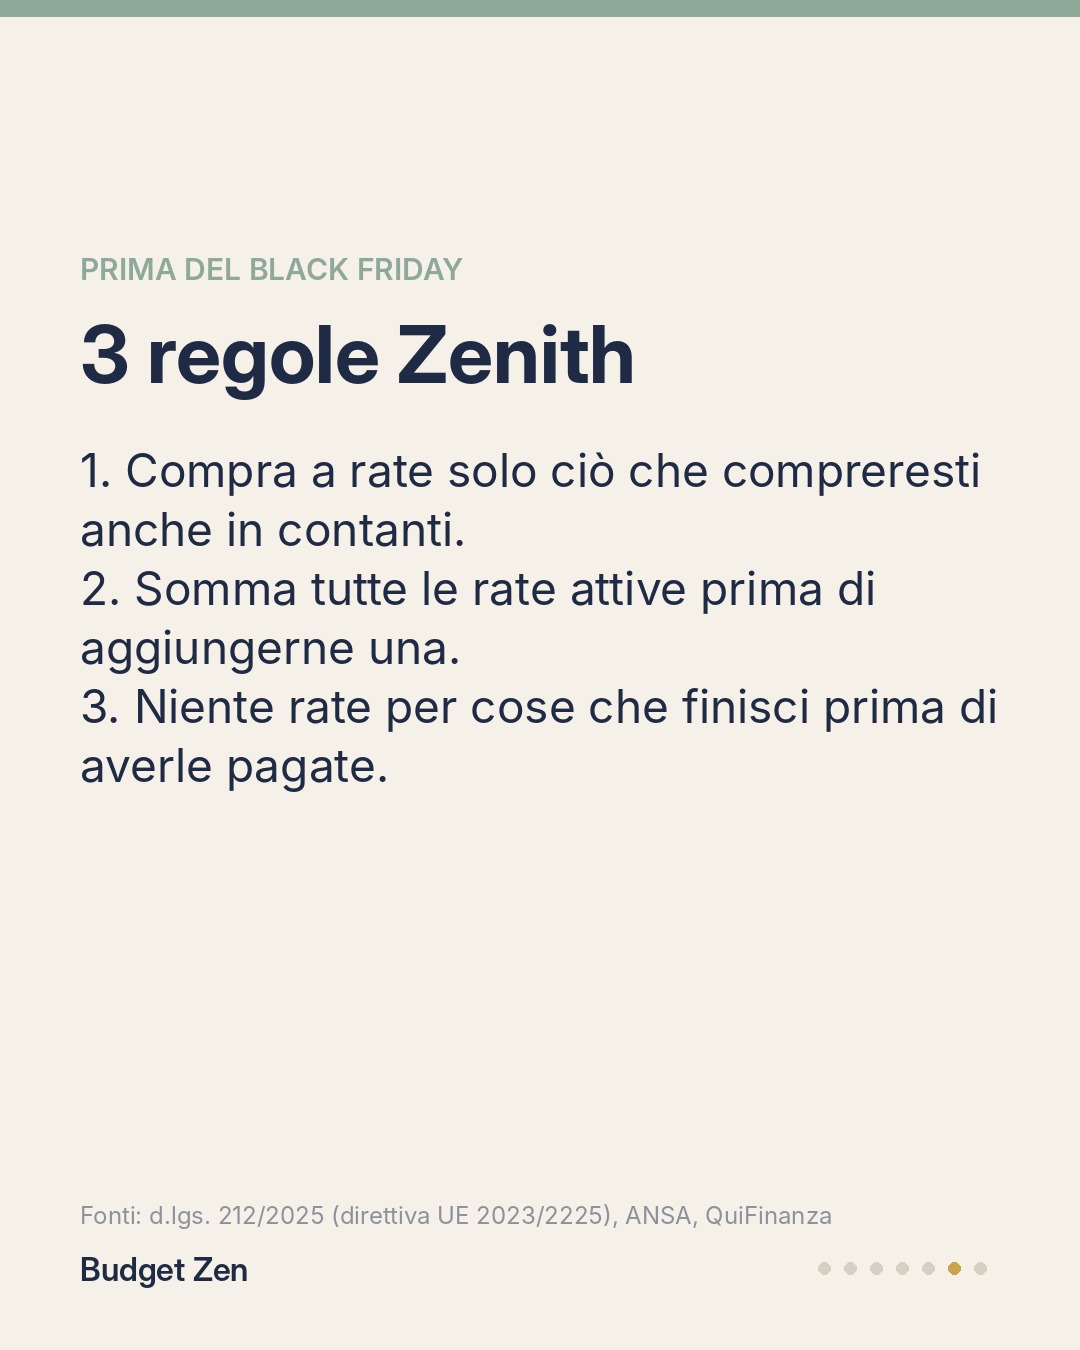 PRIMA DEL BLACK FRIDAY
3 regole Zenith
1. Compra a rate solo ciò che compreresti
anche in contanti.
2. Somma tutte le rate attive prima di
aggiungerne una.
3. Niente rate per cose che finisci prima di
averle pagate.
Fonti: d.lgs. 212/2025 (direttiva UE 2023/2225), ANSA, QuiFinanza
Budget Zen